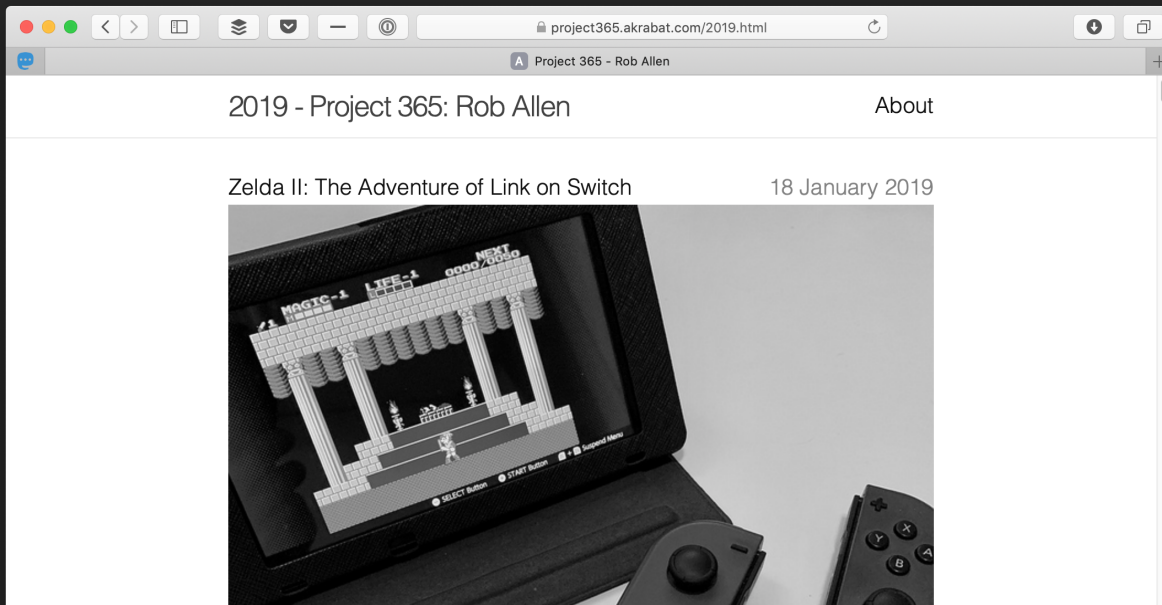 project365.akrabat.com/2019.html
A Project 365 - Rob Allen
2019 - Project 365: Rob Allen
About
Zelda II: The Adventure of Link on Switch
18 January 2019
/1 MAGIC-1 LIFE-1 NEXT
0000/0050
SELECT Button START Button + Suspend Menu
X
Y
A
B